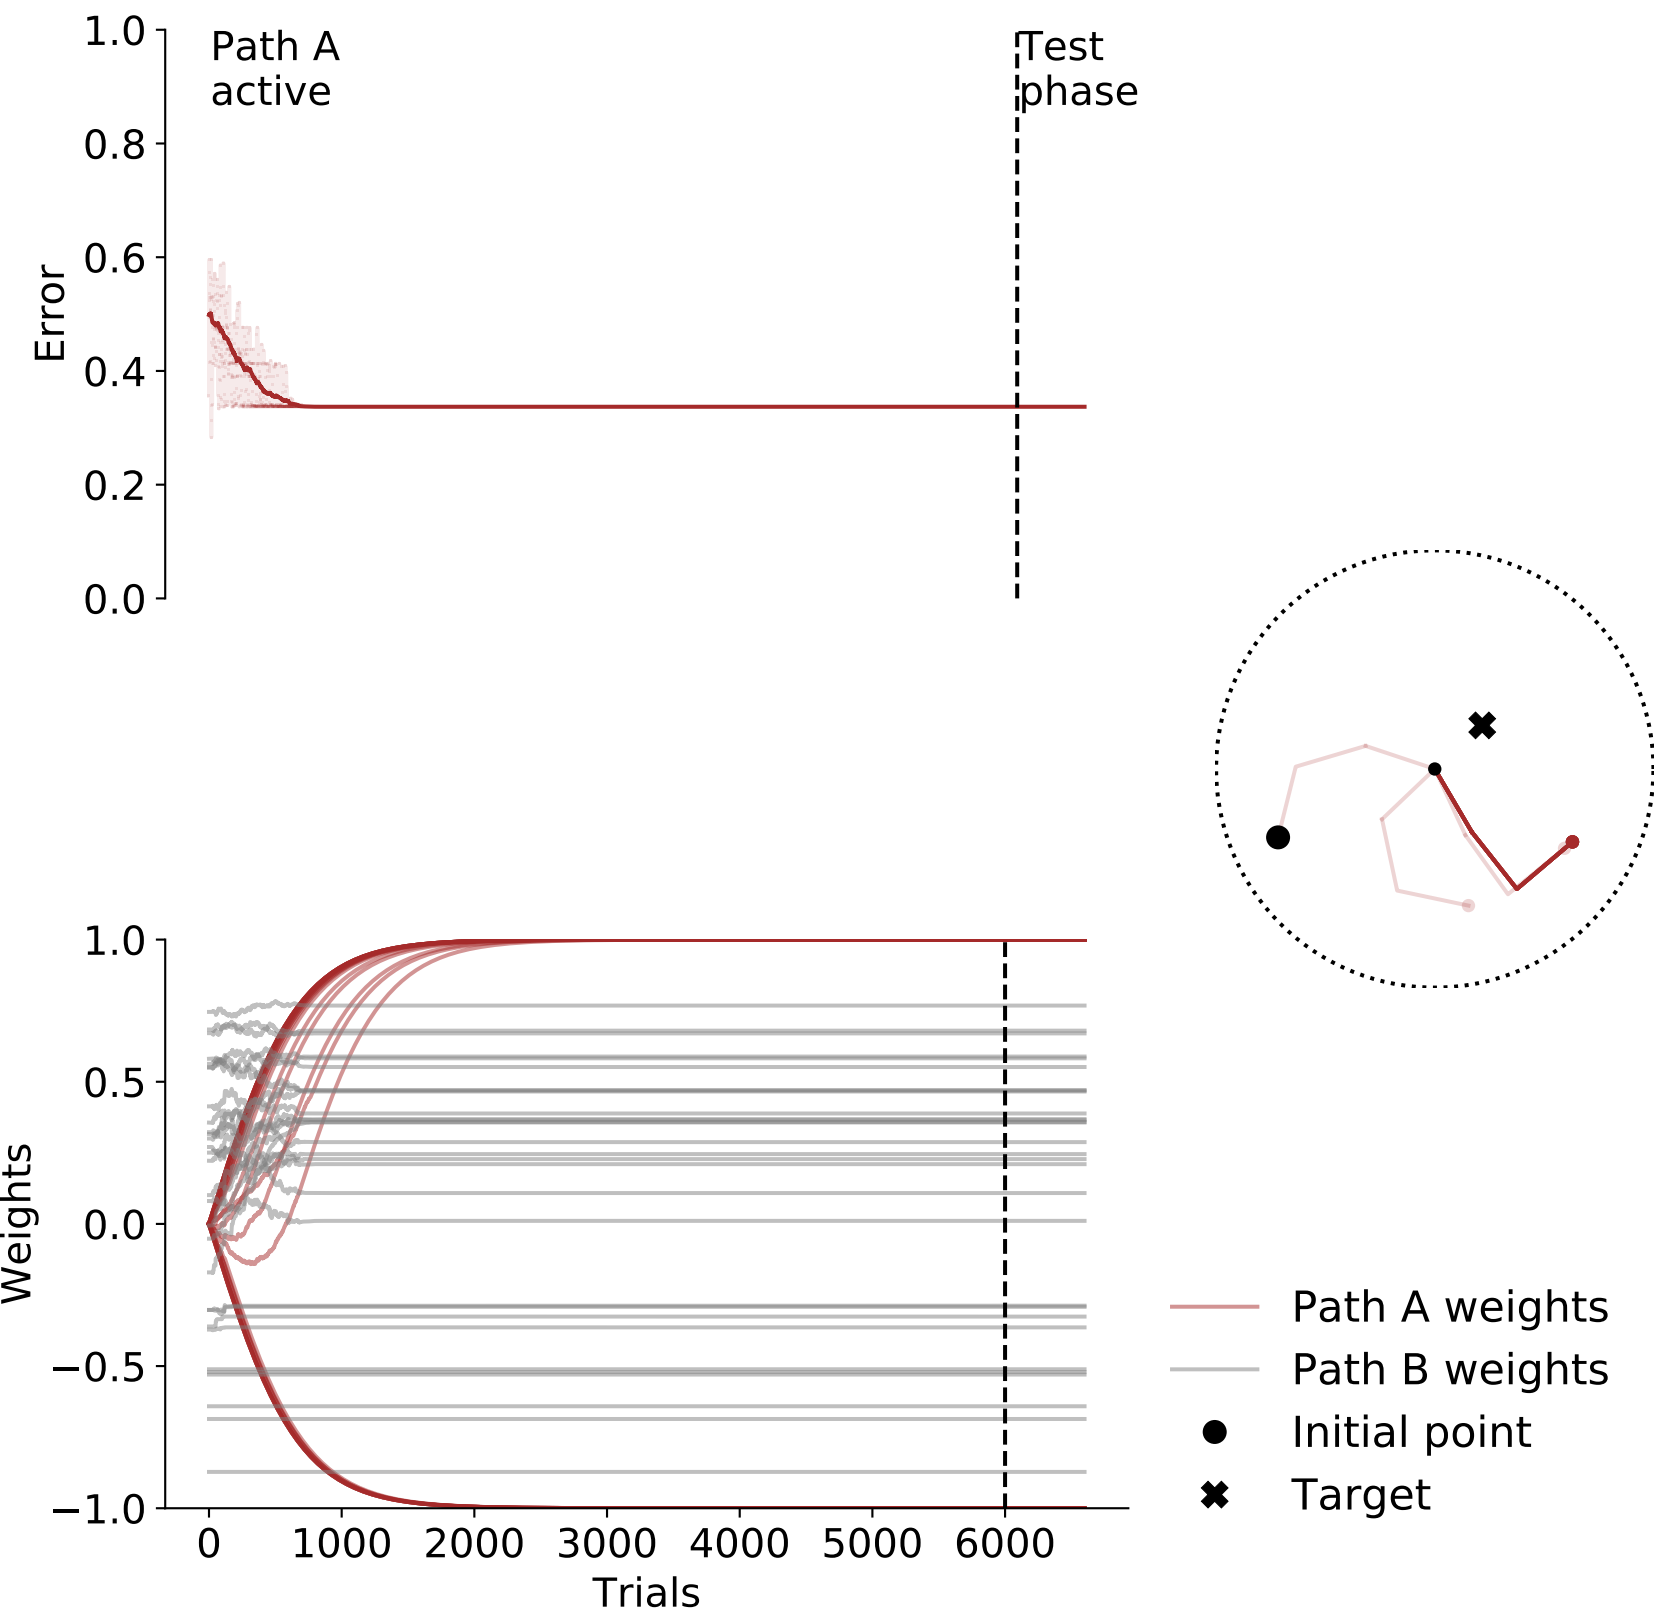 1.0
0.8
0.6
0.4
0.2
0.0
Error
Path A
active
Test
phase
1.0
0.5
0.0
−0.5
−1.0
Weights
0 1000 2000 3000 4000 5000 6000
Trials
Path A weights
Path B weights
Initial point
Target